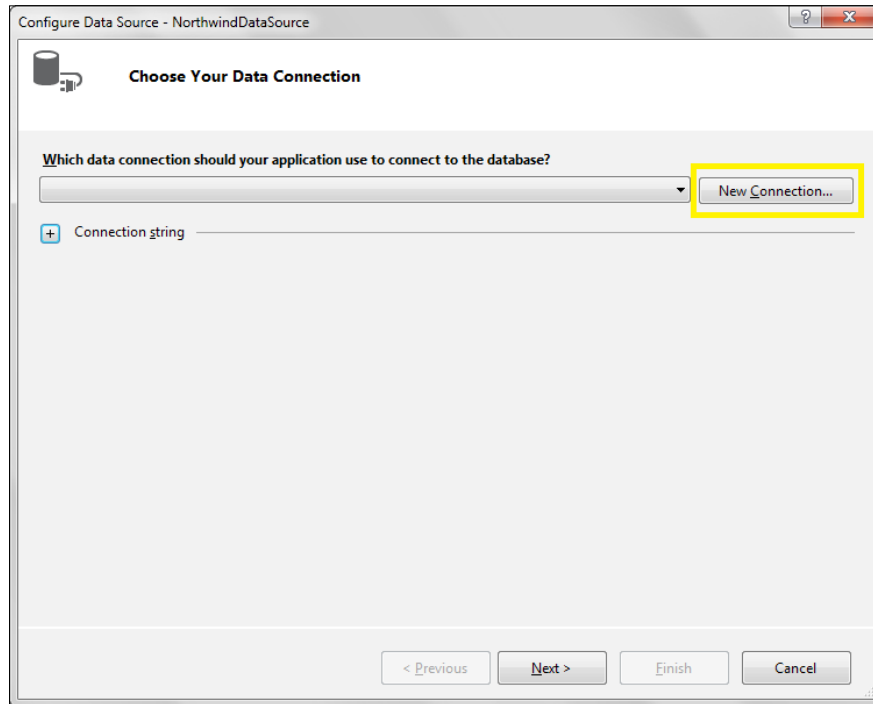 Configure Data Source - NorthwindDataSource
?
Choose Your Data Connection
Which data connection should your application use to connect to the database?
New Connection...
+ Connection string
< Previous
Next >
Finish
Cancel